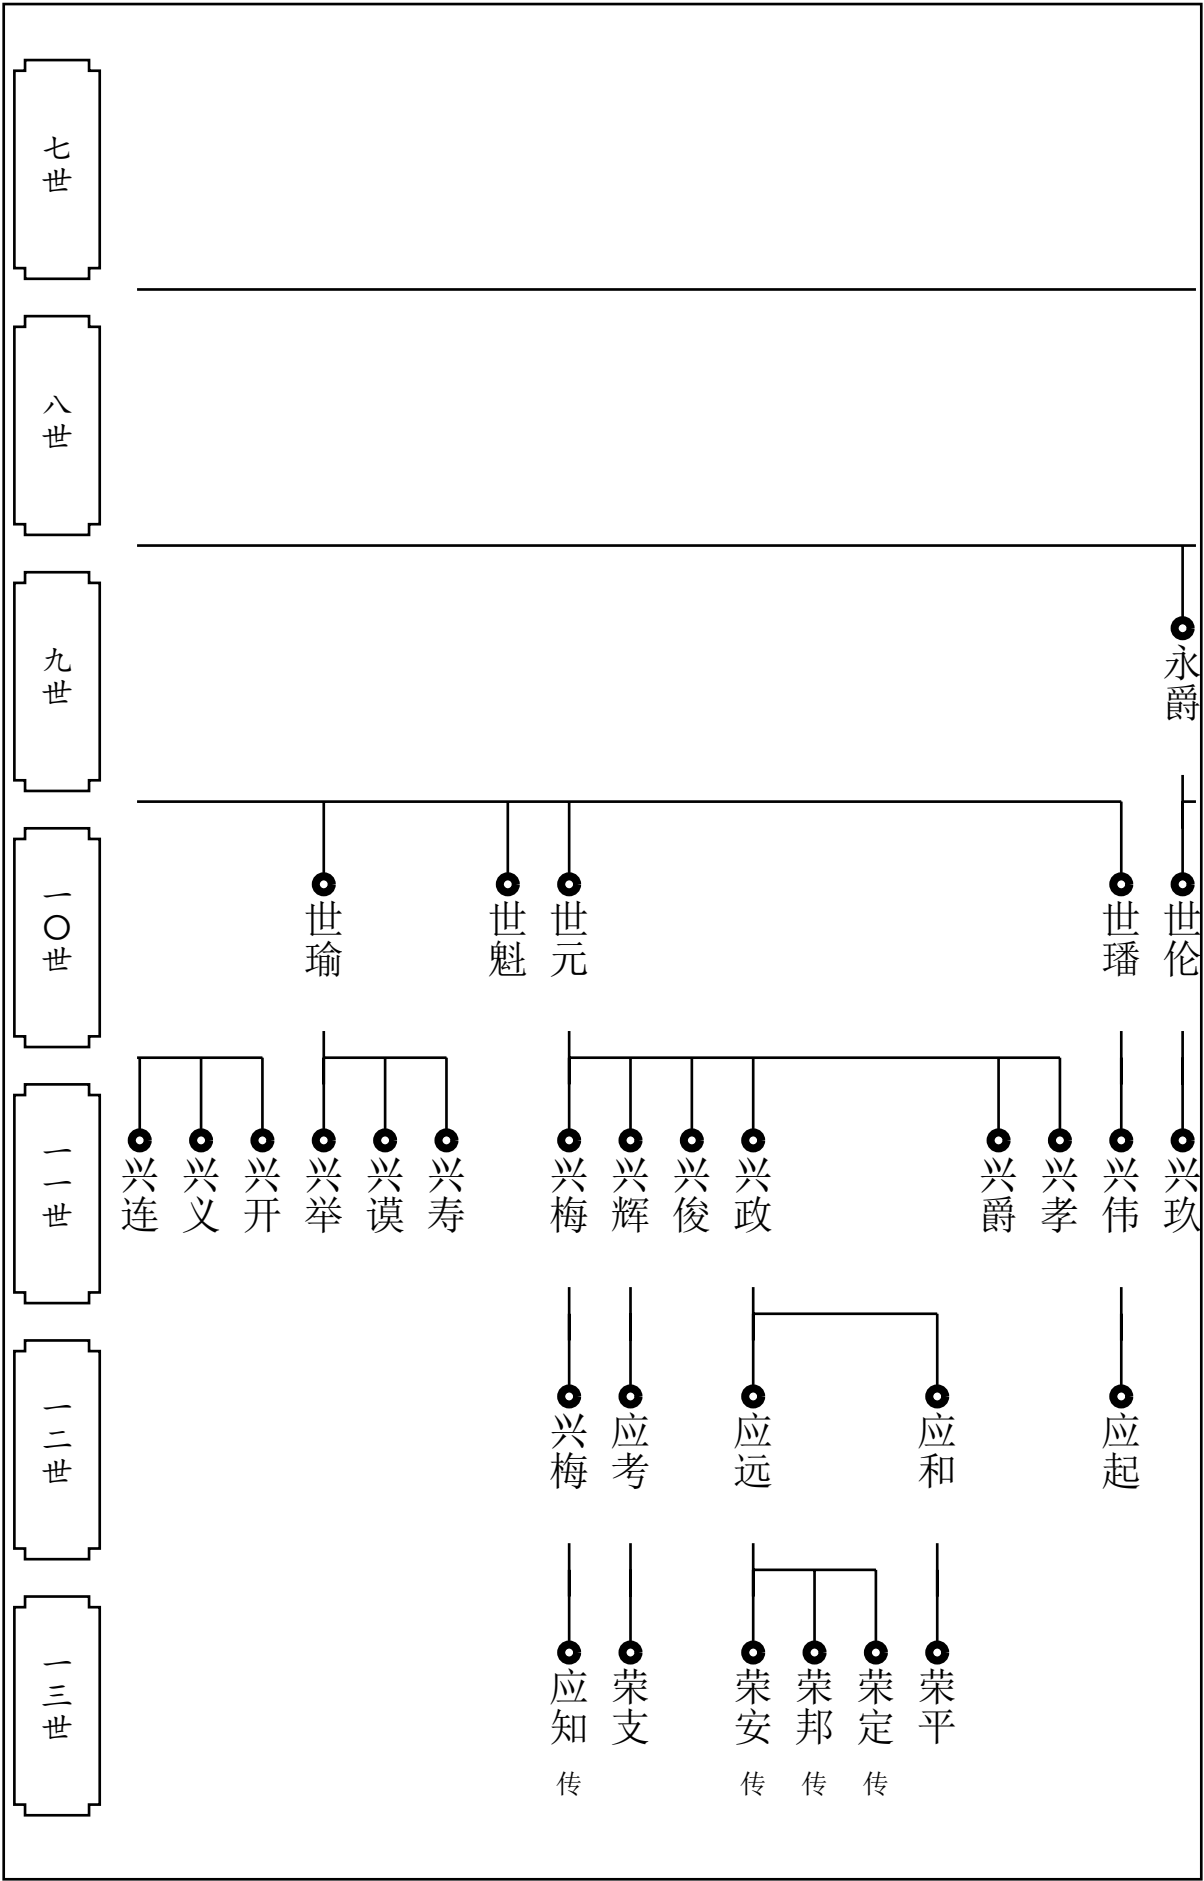 七世
八世
九世
永爵
一〇世
世瑜
世魁
世元
世璠
世伦
一一世
兴连
兴义
兴开
兴举
兴谟
兴寿
兴梅
兴辉
兴俊
兴政
兴爵
兴孝
兴伟
兴玖
一二世
兴梅
应考
应远
应和
应起
一三世
应知
荣支
荣安
荣邦
荣定
荣平
传
传
传
传